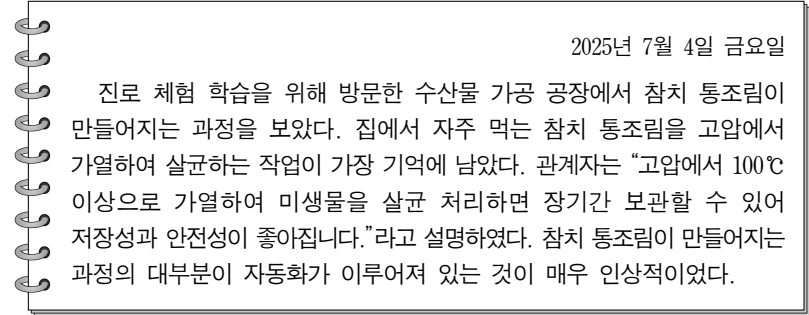 2025년 7월 4일 금요일
진로 체험 학습을 위해 방문한 수산물 가공 공장에서 참치 통조림이
만들어지는 과정을 보았다. 집에서 자주 먹는 참치 통조림을 고압에서
가열하여 살균하는 작업이 가장 기억에 남았다. 관계자는 “고압에서 100℃
이상으로 가열하여 미생물을 살균 처리하면 장기간 보관할 수 있어
저장성과 안전성이 좋아집니다.”라고 설명하였다. 참치 통조림이 만들어지는
과정의 대부분이 자동화가 이루어져 있는 것이 매우 인상적이었다.